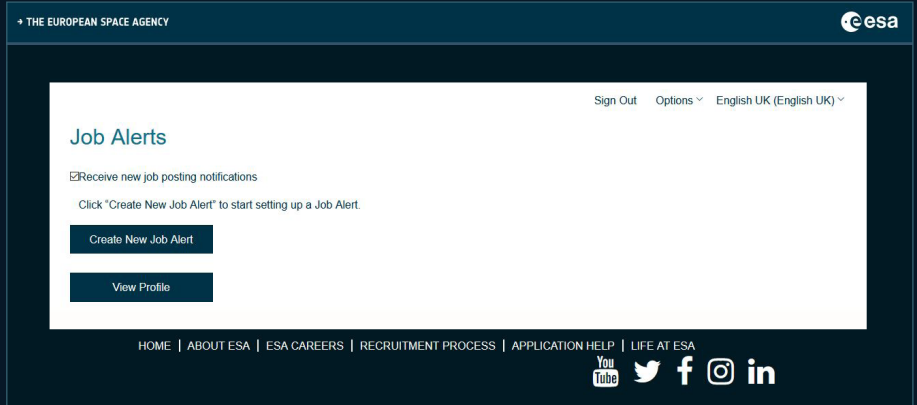 → THE EUROPEAN SPACE AGENCY
esa
Sign Out Options English UK (English UK)
Job Alerts
Receive new job posting notifications
Click "Create New Job Alert" to start setting up a Job Alert.
Create New Job Alert
View Profile
HOME | ABOUT ESA | ESA CAREERS | RECRUITMENT PROCESS | APPLICATION HELP | LIFE AT ESA
You
Tube
in